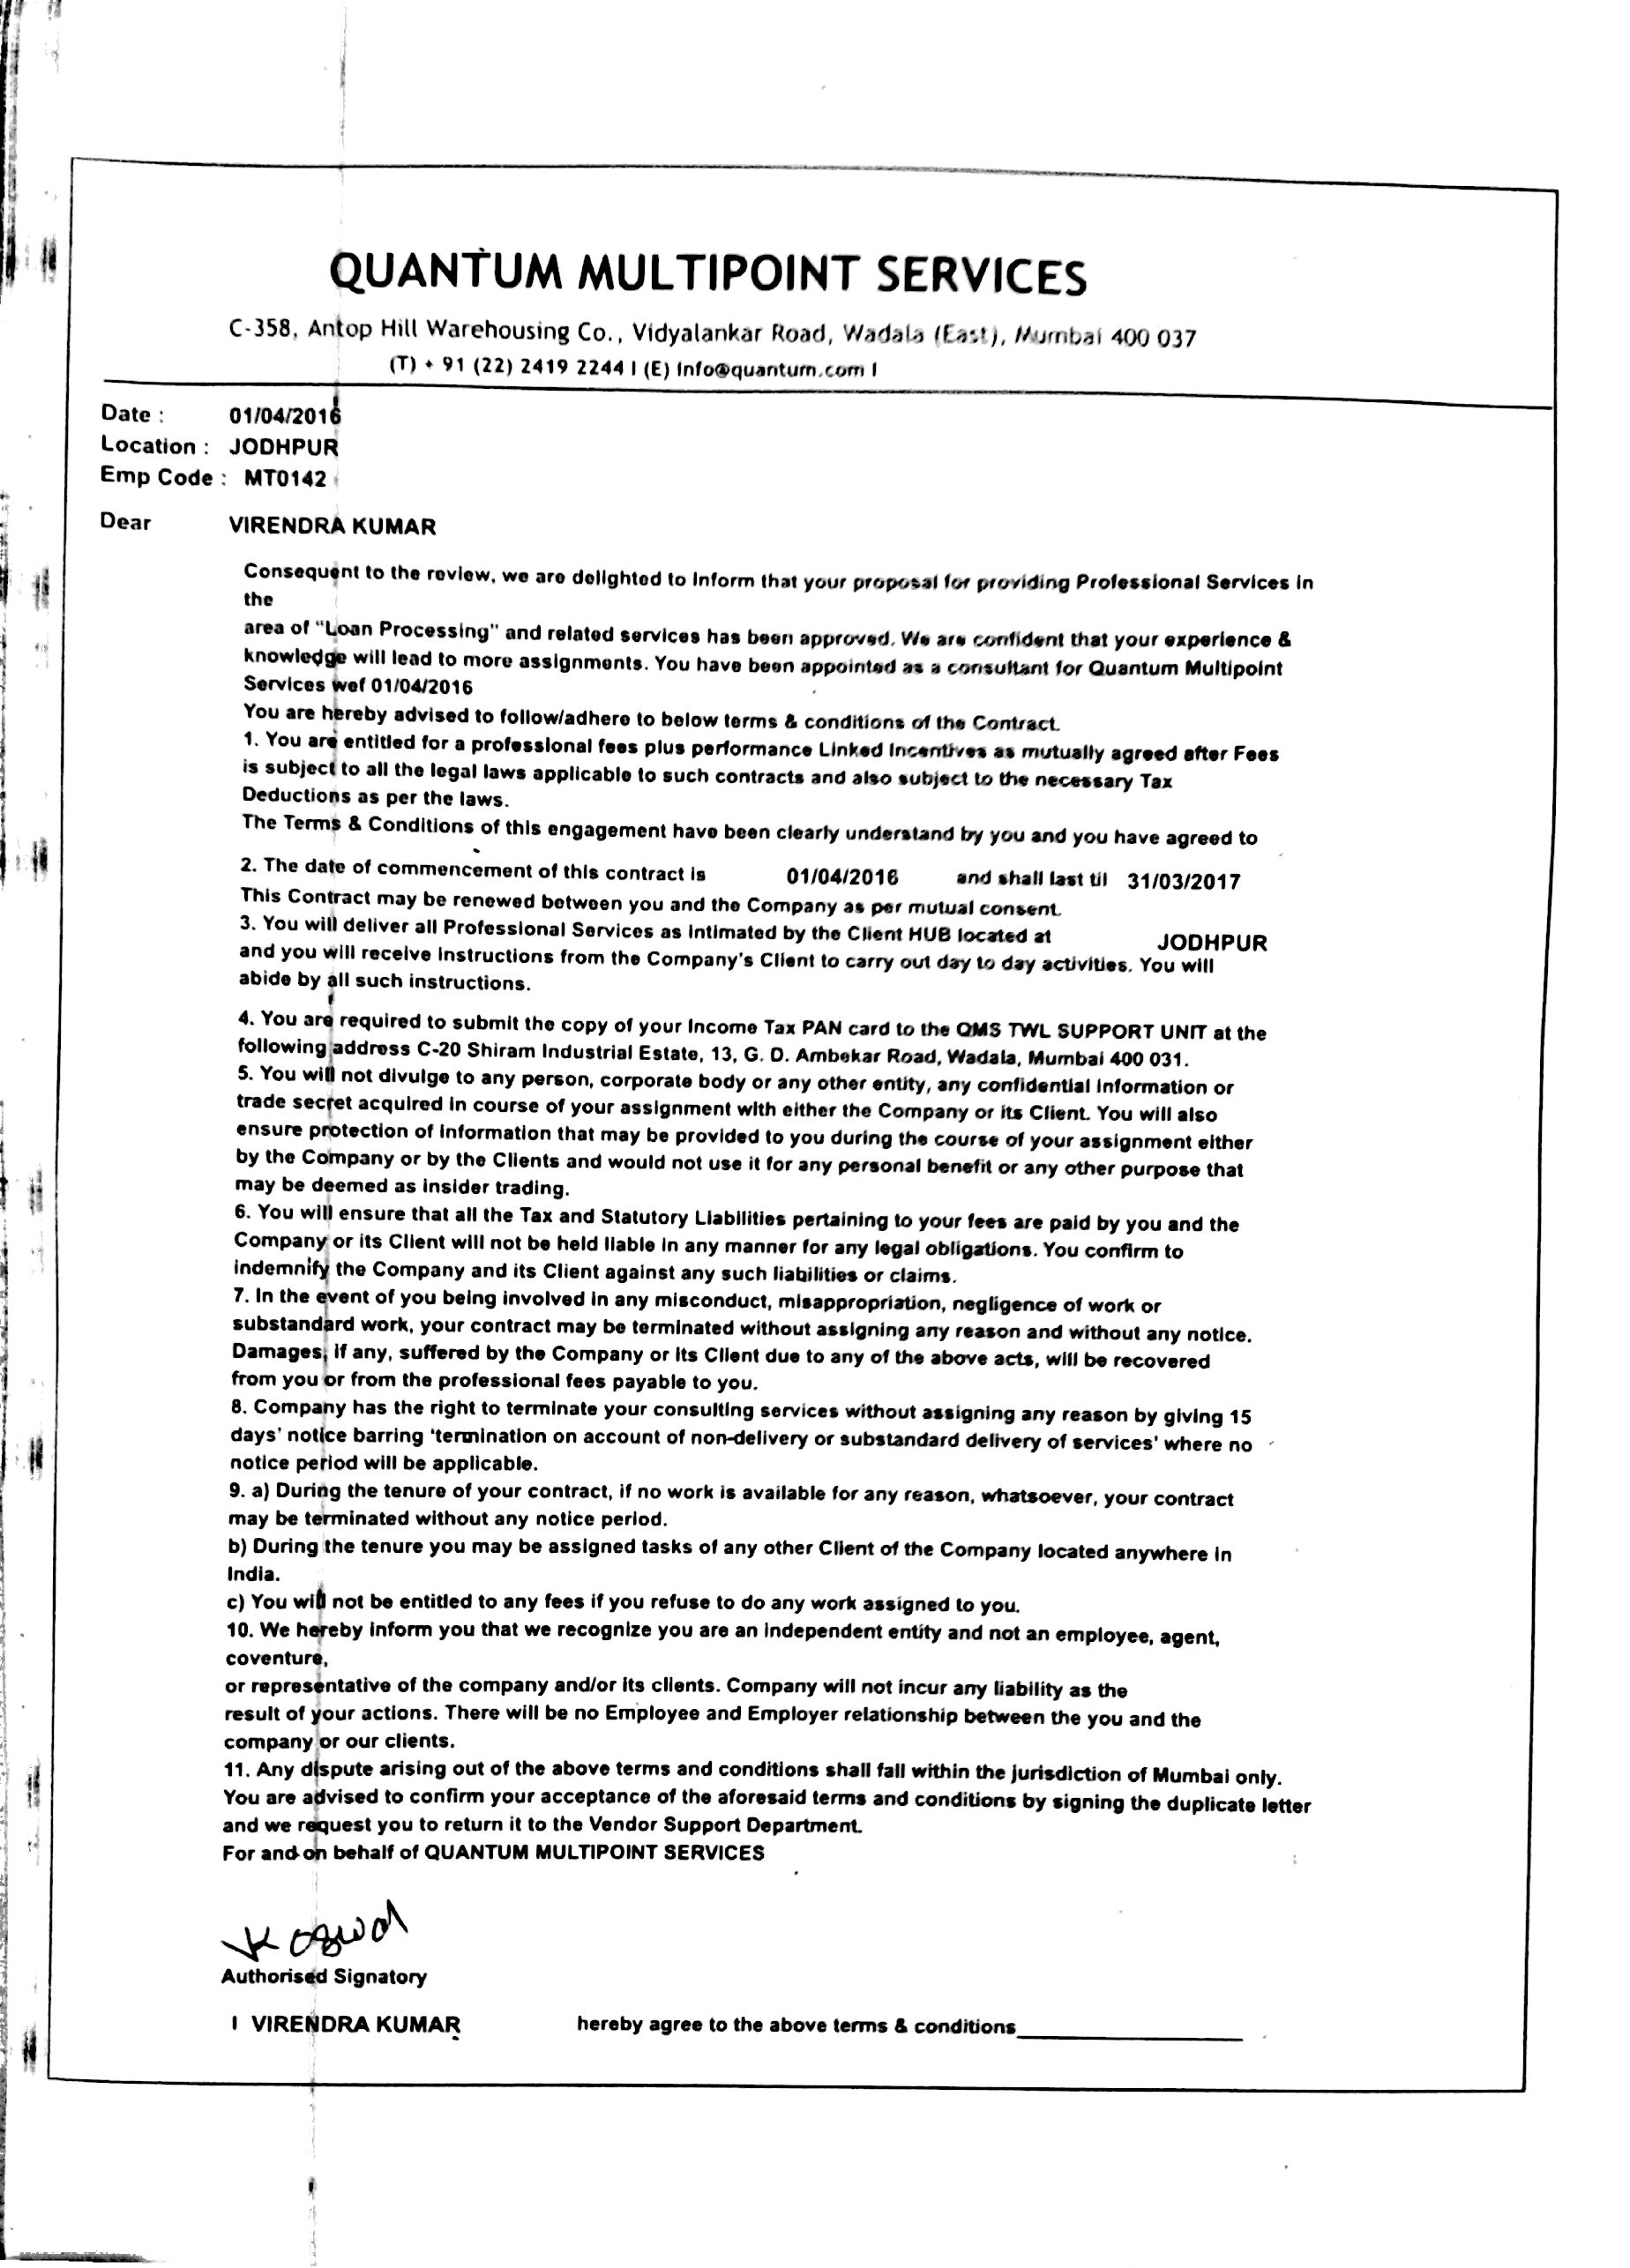 QUANTUM MULTIPOINT SERVICES
C-358, Antop Hill Warehousing Co., Vidyalankar Road, Wadala (East), Mumbai 400 037
(T) + 91 (22) 2419 2244 I (E) Info@quantum.com I
Date : 01/04/2016
Location : JODHPUR
Emp Code : MT0142
Dear VIRENDRA KUMAR
Consequent to the review, we are delighted to Inform that your proposal for providing Professional Services in
the
area of "Loan Processing" and related services has been approved. We are confident that your experience &
knowledge will lead to more assignments. You have been appointed as a consultant for Quantum Multipoint
Services wef 01/04/2016
You are hereby advised to follow/adhere to below terms & conditions of the Contract.
1. You are entitled for a professional fees plus performance Linked Incentives as mutually agreed after Fees
is subject to all the legal laws applicable to such contracts and also subject to the necessary Tax
Deductions as per the laws.
The Terms & Conditions of this engagement have been clearly understand by you and you have agreed to
2. The date of commencement of this contract is 01/04/2016 and shall last til 31/03/2017
This Contract may be renewed between you and the Company as per mutual consent.
3. You will deliver all Professional Services as Intimated by the Client HUB located at JODHPUR
and you will receive Instructions from the Company's Client to carry out day to day activities. You will
abide by all such instructions.
4. You are required to submit the copy of your Income Tax PAN card to the QMS TWL SUPPORT UNIT at the
following address C-20 Shiram Industrial Estate, 13, G. D. Ambekar Road, Wadala, Mumbai 400 031.
5. You will not divulge to any person, corporate body or any other entity, any confidential Information or
trade secret acquired in course of your assignment with either the Company or its Client. You will also
ensure protection of Information that may be provided to you during the course of your assignment either
by the Company or by the Clients and would not use it for any personal benefit or any other purpose that
may be deemed as insider trading.
6. You will ensure that all the Tax and Statutory Liabilities pertaining to your fees are paid by you and the
Company or its Client will not be held liable in any manner for any legal obligations. You confirm to
indemnify the Company and its Client against any such liabilities or claims.
7. In the event of you being involved in any misconduct, misappropriation, negligence of work or
substandard work, your contract may be terminated without assigning any reason and without any notice.
Damages, if any, suffered by the Company or Its Client due to any of the above acts, will be recovered
from you or from the professional fees payable to you.
8. Company has the right to terminate your consulting services without assigning any reason by giving 15
days' notice barring 'termination on account of non-delivery or substandard delivery of services' where no
notice period will be applicable.
9. a) During the tenure of your contract, if no work is available for any reason, whatsoever, your contract
may be terminated without any notice period.
b) During the tenure you may be assigned tasks of any other Client of the Company located anywhere in
India.
c) You will not be entitled to any fees if you refuse to do any work assigned to you.
10. We hereby inform you that we recognize you are an independent entity and not an employee, agent,
coventure,
or representative of the company and/or its clients. Company will not incur any liability as the
result of your actions. There will be no Employee and Employer relationship between the you and the
company or our clients.
11. Any dispute arising out of the above terms and conditions shall fall within the jurisdiction of Mumbai only.
You are advised to confirm your acceptance of the aforesaid terms and conditions by signing the duplicate letter
and we request you to return it to the Vendor Support Department.
For and on behalf of QUANTUM MULTIPOINT SERVICES
Authorised Signatory
I VIRENDRA KUMAR hereby agree to the above terms & conditions